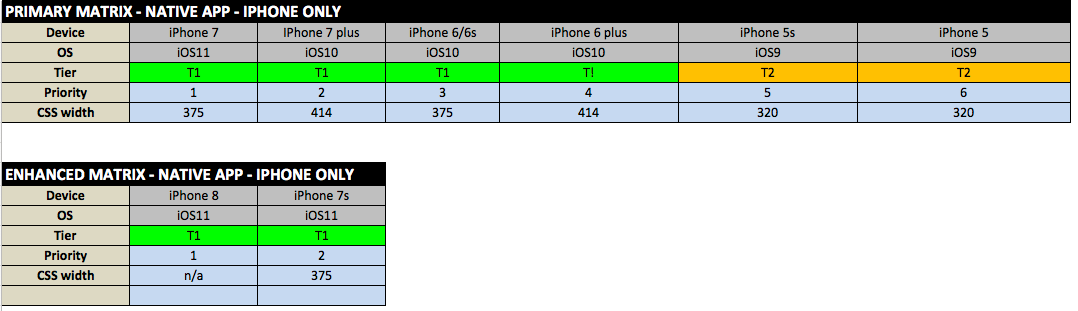 PRIMARY MATRIX - NATIVE APP - IPHONE ONLY
Device iPhone 7 IPhone 7 plus iPhone 6/6s iPhone 6 plus iPhone 5s iPhone 5
OS iOS11 iOS10 iOS10 iOS10 iOS9 iOS9
Tier T1 T1 T1 T! T2 T2
Priority 1 2 3 4 5 6
CSS width 375 414 375 414 320 320
ENHANCED MATRIX - NATIVE APP - IPHONE ONLY
Device iPhone 8 iPhone 7s
OS iOS11 iOS11
Tier T1 T1
Priority 1 2
CSS width n/a 375